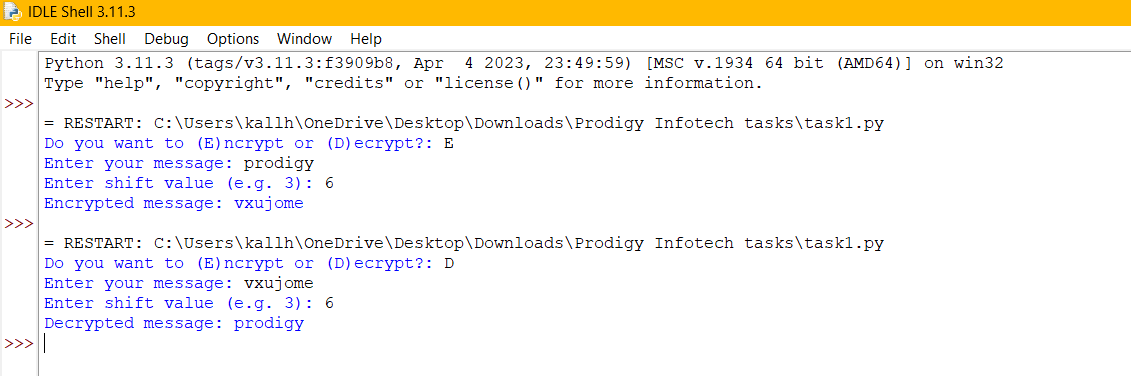 IDLE Shell 3.11.3
File Edit Shell Debug Options Window Help
Python 3.11.3 (tags/v3.11.3:f3909b8, Apr  4 2023, 23:49:59) [MSC v.1934 64 bit (AMD64)] on win32
Type "help", "copyright", "credits" or "license()" for more information.
>>>
= RESTART: C:\Users\kallh\OneDrive\Desktop\Downloads\Prodigy Infotech tasks\task1.py
Do you want to (E)ncrypt or (D)ecrypt?: E
Enter your message: prodigy
Enter shift value (e.g. 3): 6
Encrypted message: vxujome
>>>
= RESTART: C:\Users\kallh\OneDrive\Desktop\Downloads\Prodigy Infotech tasks\task1.py
Do you want to (E)ncrypt or (D)ecrypt?: D
Enter your message: vxujome
Enter shift value (e.g. 3): 6
Decrypted message: prodigy
>>>